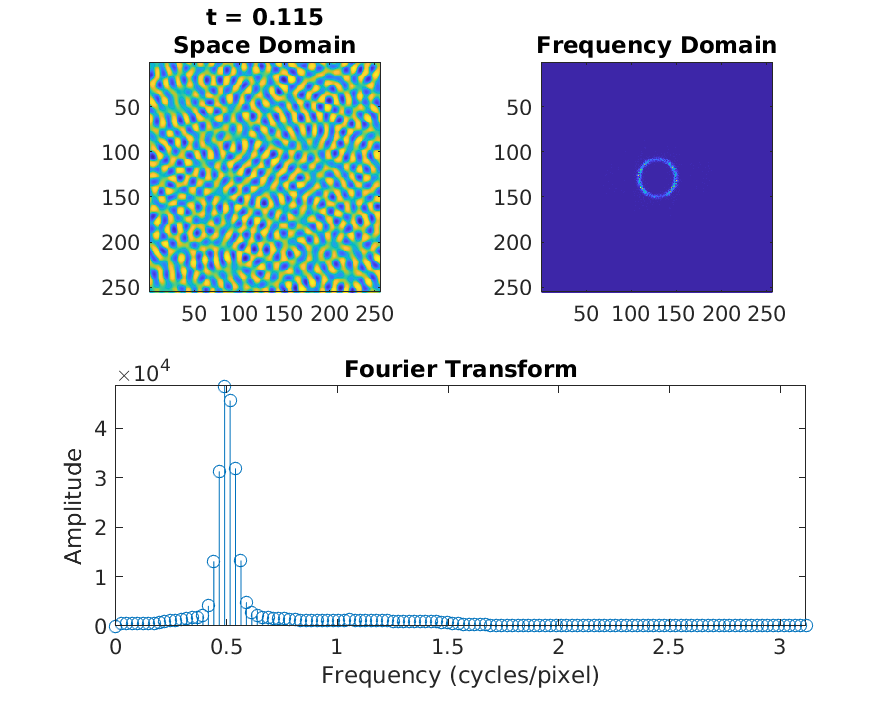 t = 0.115
Space Domain
Frequency Domain
50
100
150
200
250
50 100 150 200 250
50
100
150
200
250
50 100 150 200 250
Fourier Transform
×10^4
4
3
2
1
0
Amplitude
0 0.5 1 1.5 2 2.5 3
Frequency (cycles/pixel)